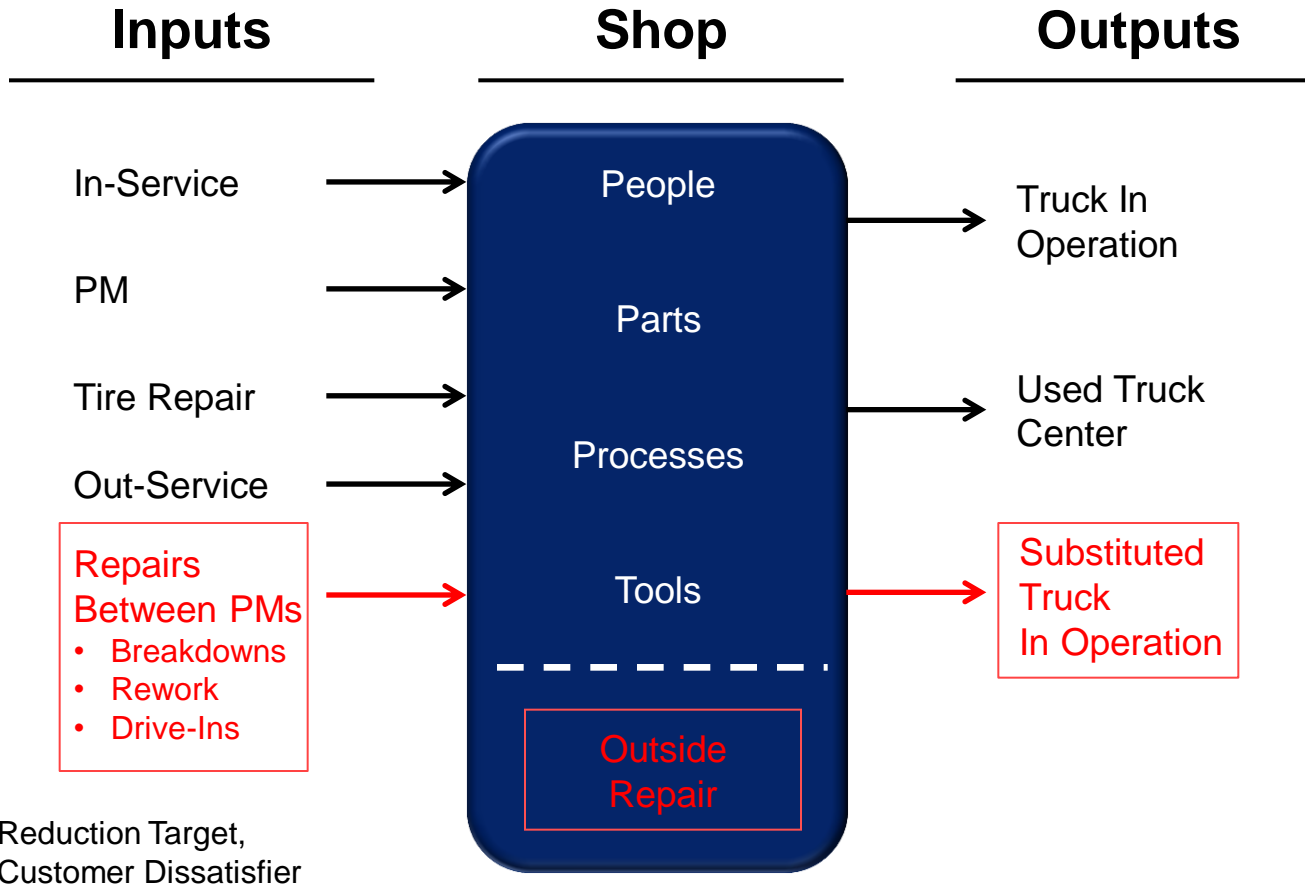 Inputs
Shop
Outputs
In-Service
PM
Tire Repair
Out-Service
Repairs
Between PMs
• Breakdowns
• Rework
• Drive-Ins
Reduction Target,
Customer Dissatisfier
People
Parts
Processes
Tools
Outside
Repair
Truck In
Operation
Used Truck
Center
Substituted
Truck
In Operation